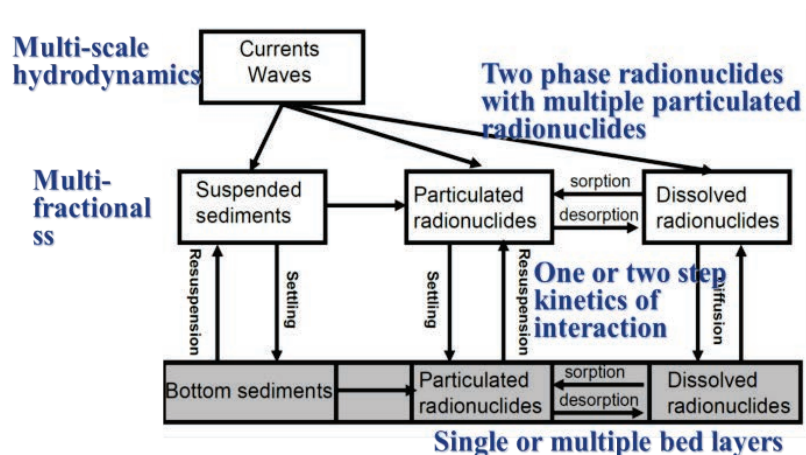 Multi-scale
hydrodynamics
Currents
Waves
Two phase radionuclides
with multiple particulated
radionuclides
Multi-
fractional
ss
Suspended
sediments
Particulated
radionuclides
sorption
desorption
Dissolved
radionuclides
Resuspension
Settling
Settling
Resuspension
One or two step
kinetics of
interaction
Diffusion
Bottom sediments
Particulated
radionuclides
sorption
desorption
Dissolved
radionuclides
Single or multiple bed layers